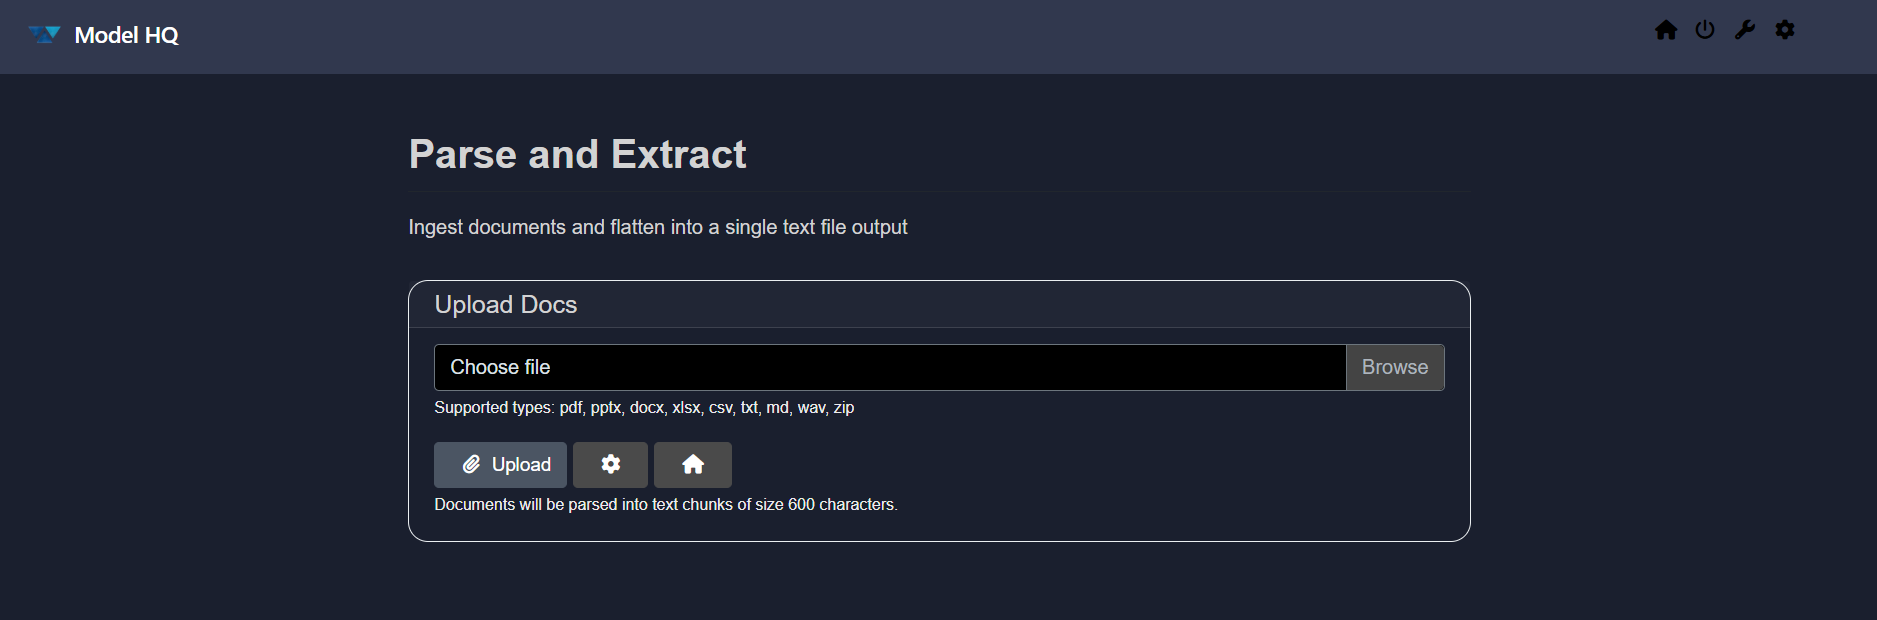 Model HQ
Parse and Extract
Ingest documents and flatten into a single text file output
Upload Docs
Choose file
Browse
Supported types: pdf, pptx, docx, xlsx, csv, txt, md, wav, zip
Upload
Documents will be parsed into text chunks of size 600 characters.